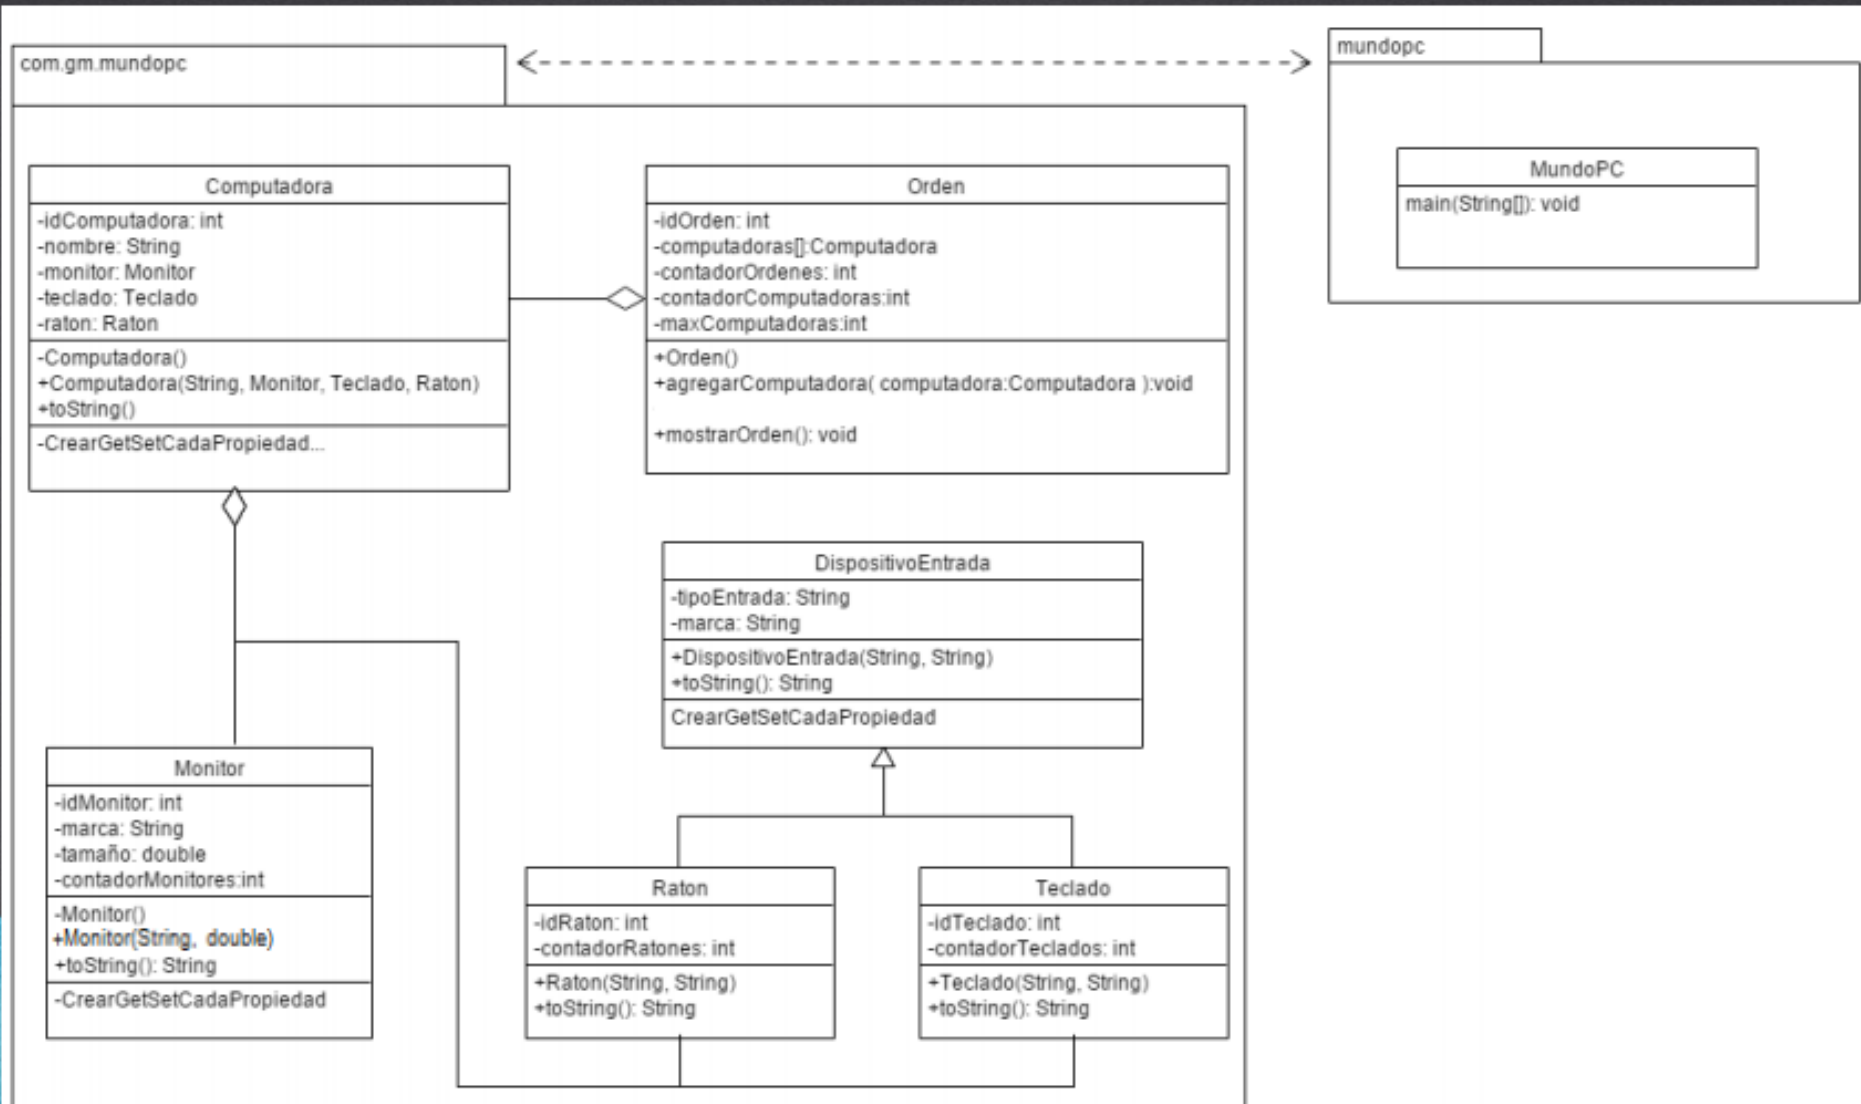 com.gm.mundopc
mundopc
MundoPC
main(String[]): void
Computadora
-idComputadora: int
-nombre: String
-monitor: Monitor
-teclado: Teclado
-raton: Raton
-Computadora()
+Computadora(String, Monitor, Teclado, Raton)
+toString()
-CrearGetSetCadaPropiedad...
Orden
-idOrden: int
-computadoras[]:Computadora
-contadorOrdenes: int
-contadorComputadoras:int
-maxComputadoras:int
+Orden()
+agregarComputadora( computadora:Computadora ):void
+mostrarOrden(): void
DispositivoEntrada
-tipoEntrada: String
-marca: String
+DispositivoEntrada(String, String)
+toString(): String
CrearGetSetCadaPropiedad
Monitor
-idMonitor: int
-marca: String
-tamaño: double
-contadorMonitores:int
-Monitor()
+Monitor(String, double)
+toString(): String
-CrearGetSetCadaPropiedad
Raton
-idRaton: int
-contadorRatones: int
+Raton(String, String)
+toString(): String
Teclado
-idTeclado: int
-contadorTeclados: int
+Teclado(String, String)
+toString(): String